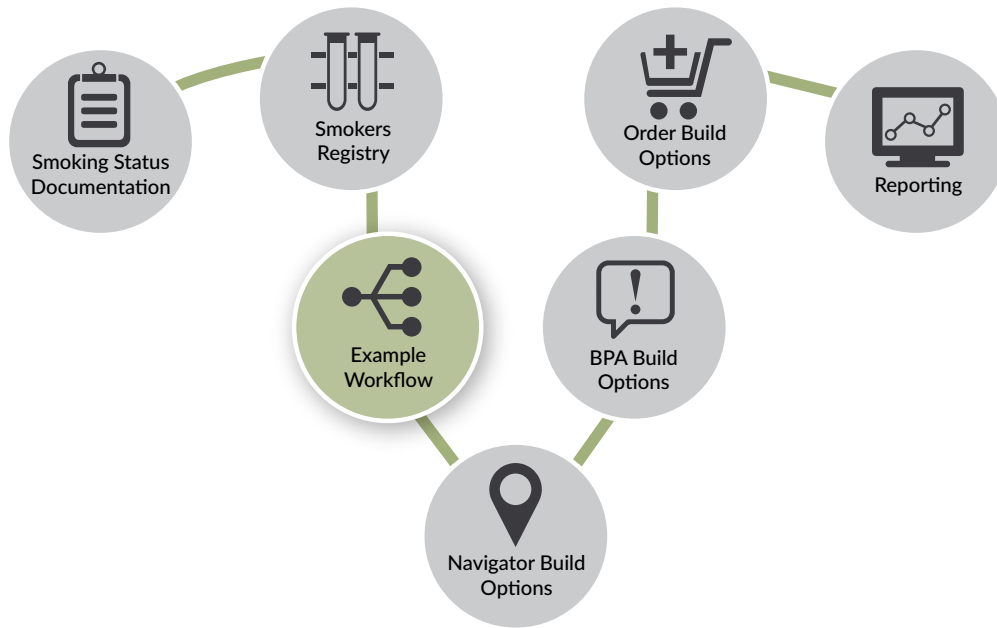 Smoking Status
Documentation
Smokers
Registry
Example
Workflow
Navigator Build
Options
BPA Build
Options
Order Build
Options
Reporting